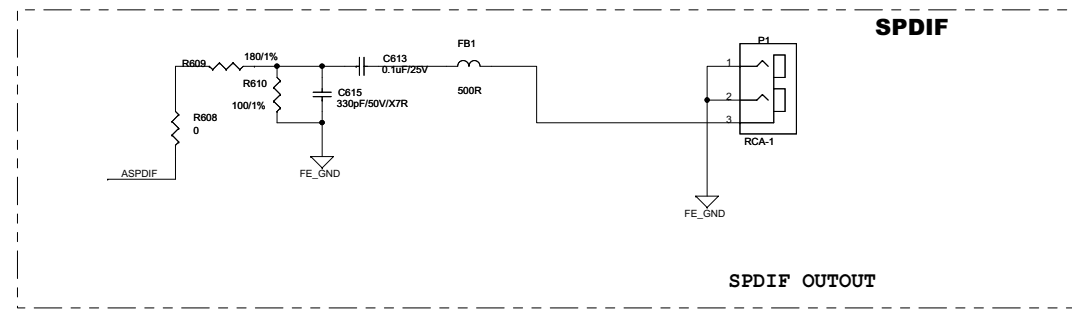 SPDIF
FB1
P1
R609
180/1%
C613
0.1uF/25V
1
R610
C615
500R
100/1%
330pF/50V/X7R
2
R608
0
3
RCA-1
ASPDIF
FE_GND
FE_GND
SPDIF OUTOUT